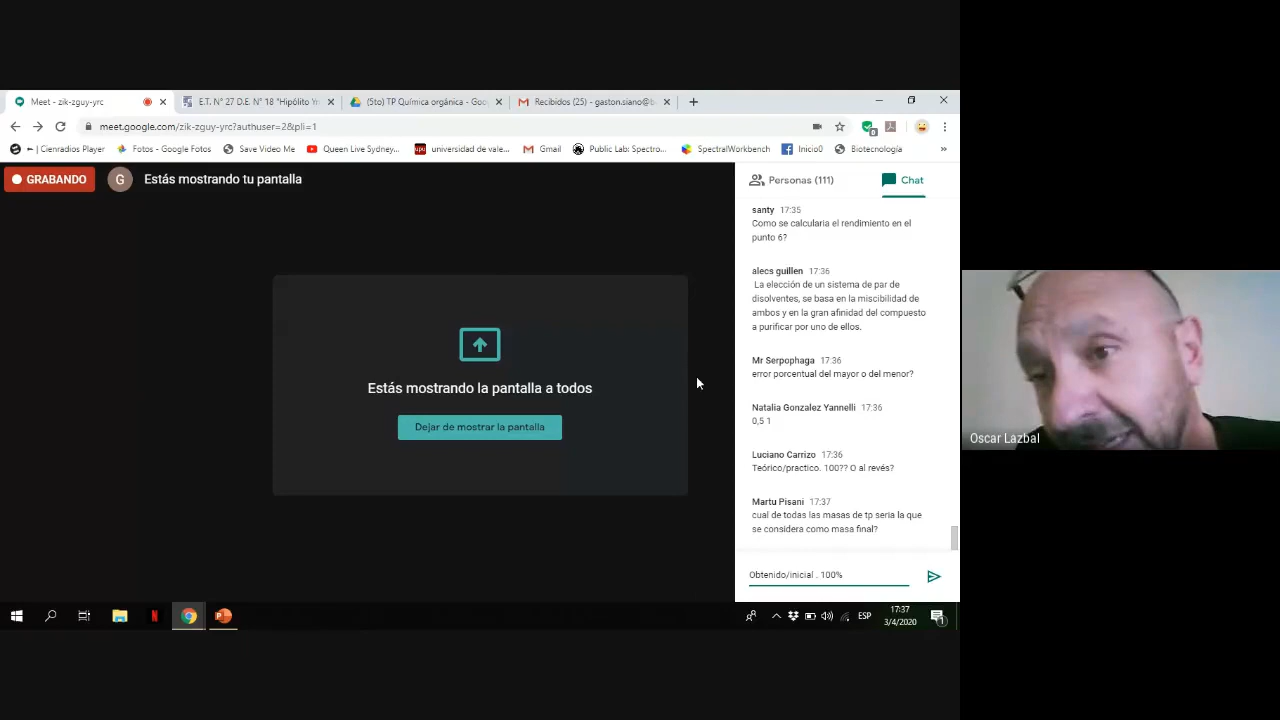 Meet - zik-zguy-yrc
E.T. N° 27 D.E. N° 18 "Hipólito Yr
(5to) TP Química orgánica - Goo
Recibidos (25) - gaston.siano@b
meet.google.com/zik-zguy-yrc?authuser=2&pli=1
← | Cienradios Player
Fotos - Google Fotos
Save Video Me
Queen Live Sydney...
upv
universidad de vale...
Gmail
Public Lab: Spectro...
SpectralWorkbench
Inicio0
Biotecnología
»
GRABANDO
G
Estás mostrando tu pantalla
Personas (111)
Chat
santy 17:35
Como se calcularia el rendimiento en el
punto 6?
alecs guillen 17:36
La elección de un sistema de par de
disolventes, se basa en la miscibilidad de
ambos y en la gran afinidad del compuesto
a purificar por uno de ellos.
Mr Serpophaga 17:36
error porcentual del mayor o del menor?
Natalia Gonzalez Yannelli 17:36
0,5 1
Luciano Carrizo 17:36
Teórico/practico. 100?? O al revés?
Martu Pisani 17:37
cual de todas las masas de tp seria la que
se considera como masa final?
Obtenido/inicial . 100%
Estás mostrando la pantalla a todos
Dejar de mostrar la pantalla
Oscar Lazbal
ESP
17:37
3/4/2020